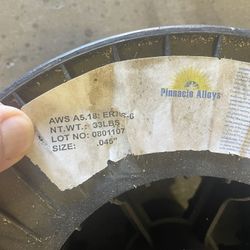 AWS A5.18: ER70S-6
NT.WT.: 33LBS
LOT NO: 0801107
SIZE: .045"
Pinnacle Alloys